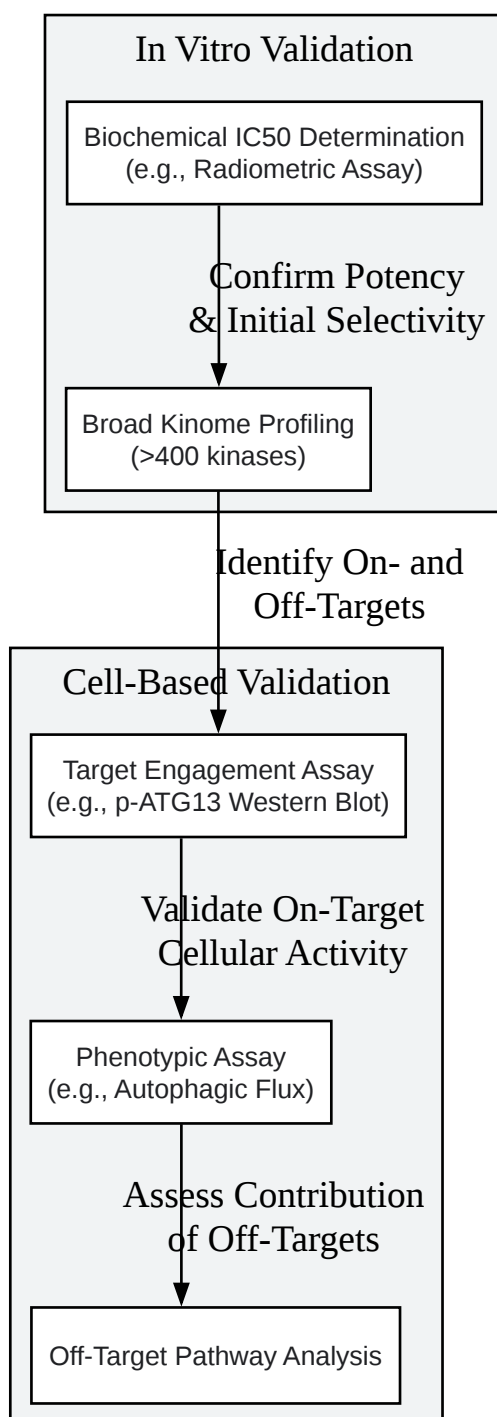 In Vitro Validation
Biochemical IC50 Determination
(e.g., Radiometric Assay)
Confirm Potency
& Initial Selectivity
Broad Kinome Profiling
(>400 kinases)
Identify On- and
Off-Targets
Cell-Based Validation
Target Engagement Assay
(e.g., p-ATG13 Western Blot)
Validate On-Target
Cellular Activity
Phenotypic Assay
(e.g., Autophagic Flux)
Assess Contribution
of Off-Targets
Off-Target Pathway Analysis